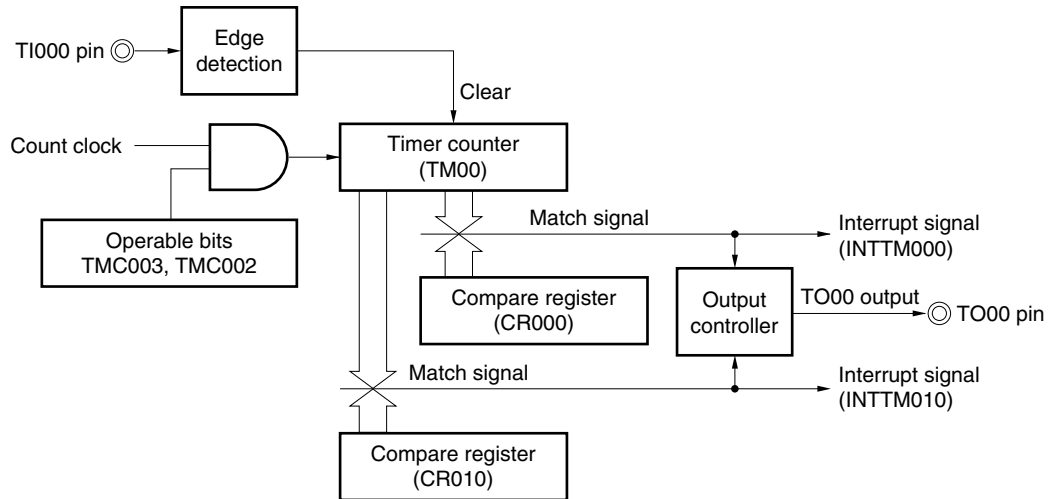 TI000 pin
Edge
detection
Clear
Count clock
Timer counter
(TM00)
Operable bits
TMC003, TMC002
Match signal
Interrupt signal
(INTTM000)
Compare register
(CR000)
Output
controller
TO00 output
TO00 pin
Match signal
Interrupt signal
(INTTM010)
Compare register
(CR010)